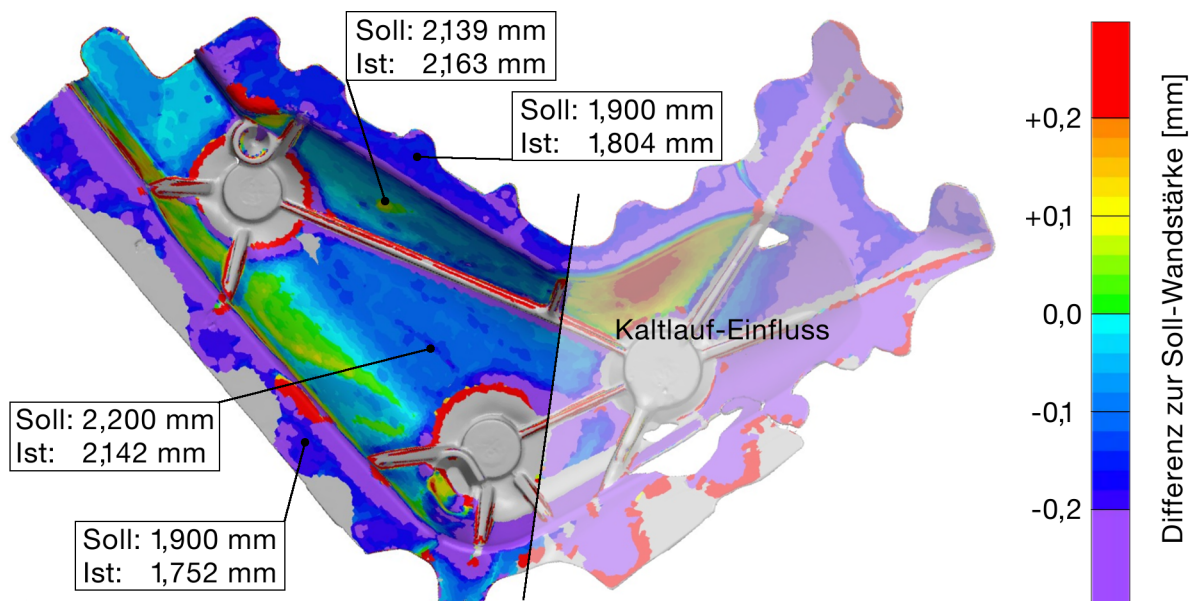 Soll: 2,139 mm
Ist: 2,163 mm
Soll: 1,900 mm
Ist: 1,804 mm
Kaltlauf-Einfluss
Soll: 2,200 mm
Ist: 2,142 mm
Soll: 1,900 mm
Ist: 1,752 mm
+0,2
+0,1
0,0
-0,1
-0,2
Differenz zur Soll-Wandstärke [mm]